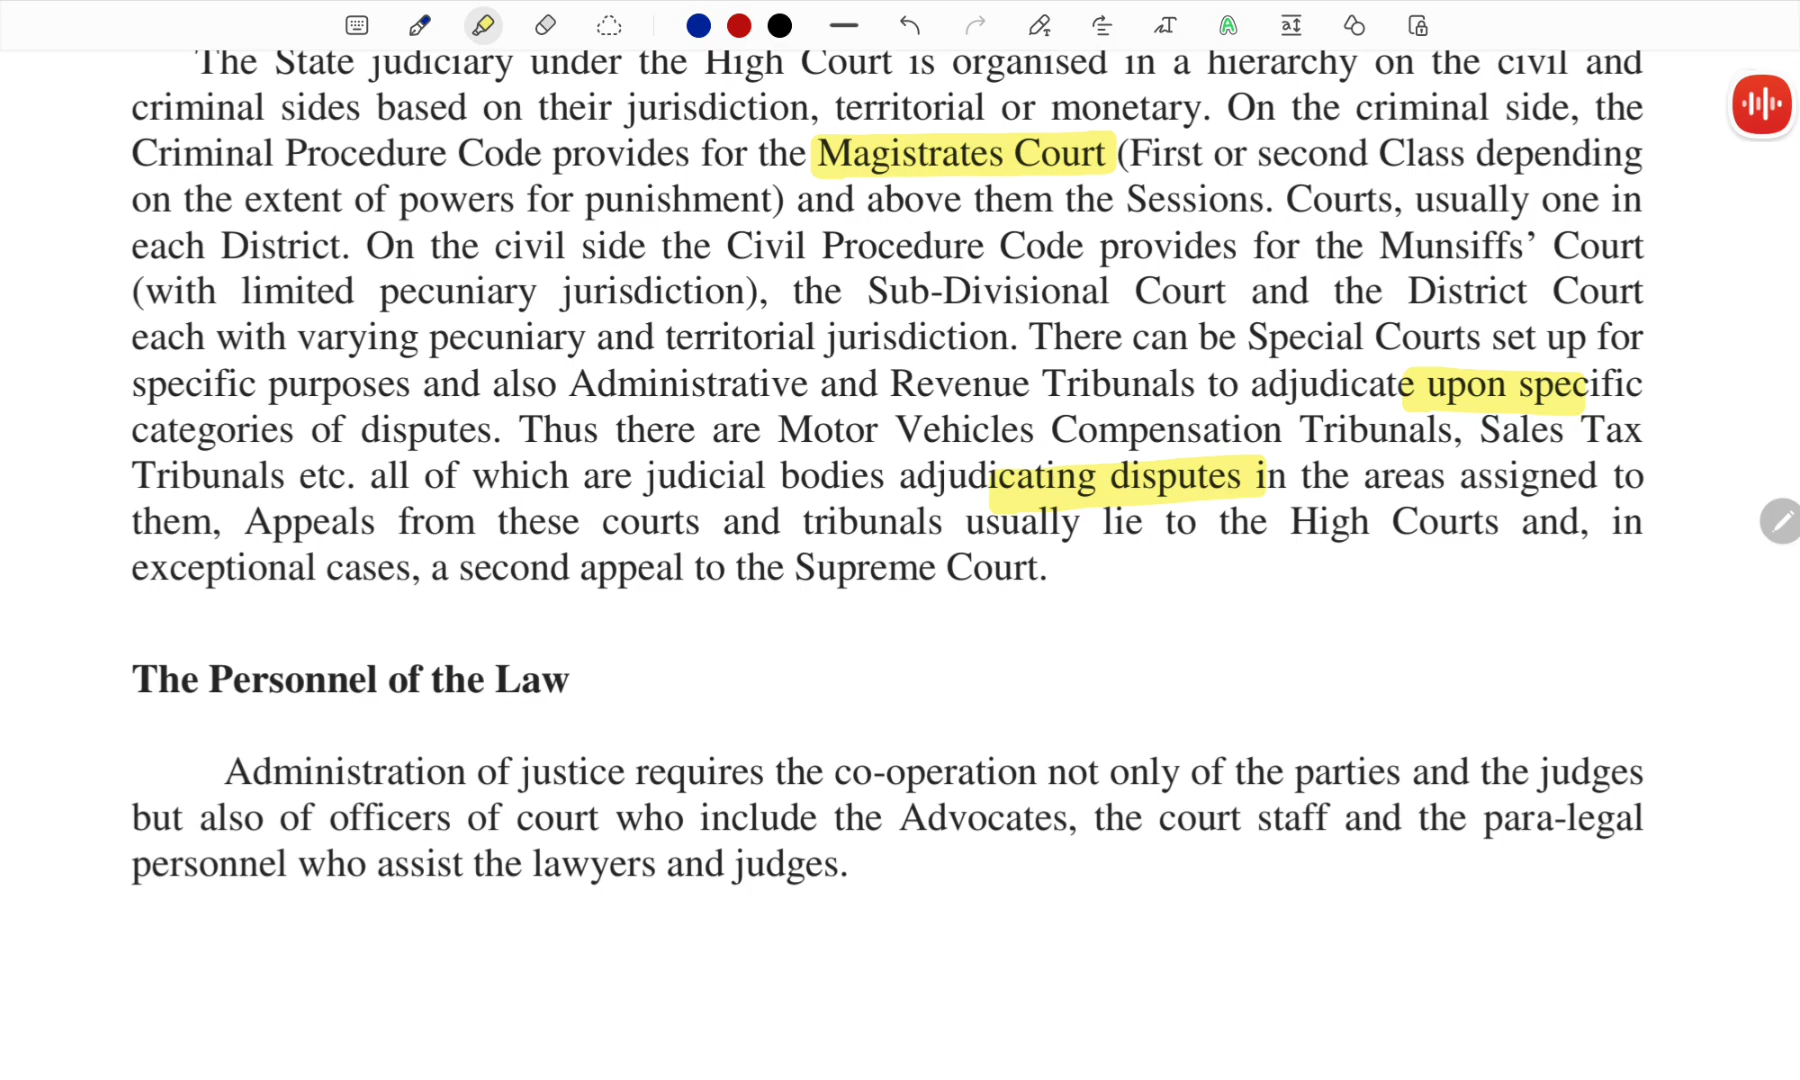 The State judiciary under the High Court is organised in a hierarchy on the civil and
criminal sides based on their jurisdiction, territorial or monetary. On the criminal side, the
Criminal Procedure Code provides for the Magistrates Court (First or second Class depending
on the extent of powers for punishment) and above them the Sessions. Courts, usually one in
each District. On the civil side the Civil Procedure Code provides for the Munsiffs’ Court
(with limited pecuniary jurisdiction), the Sub-Divisional Court and the District Court
each with varying pecuniary and territorial jurisdiction. There can be Special Courts set up for
specific purposes and also Administrative and Revenue Tribunals to adjudicate upon specific
categories of disputes. Thus there are Motor Vehicles Compensation Tribunals, Sales Tax
Tribunals etc. all of which are judicial bodies adjudicating disputes in the areas assigned to
them, Appeals from these courts and tribunals usually lie to the High Courts and, in
exceptional cases, a second appeal to the Supreme Court.
The Personnel of the Law
Administration of justice requires the co-operation not only of the parties and the judges
but also of officers of court who include the Advocates, the court staff and the para-legal
personnel who assist the lawyers and judges.